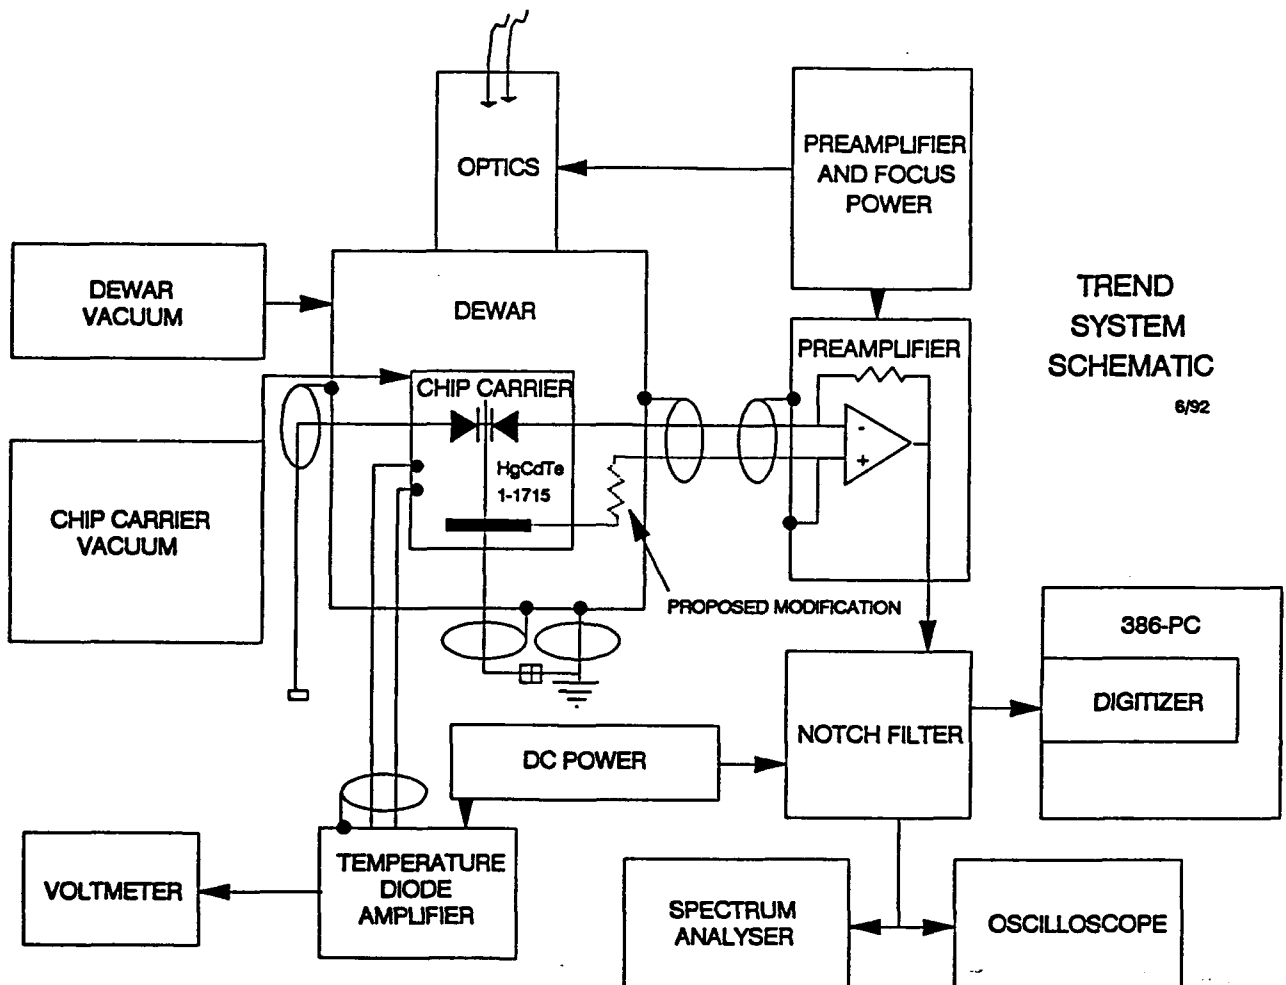 OPTICS
PREAMPLIFIER
AND FOCUS
POWER
DEWAR
VACUUM
DEWAR
TREND
SYSTEM
SCHEMATIC
6/92
PREAMPLIFIER
CHIP CARRIER
-
+
HgCdTe
1-1715
CHIP CARRIER
VACUUM
PROPOSED MODIFICATION
386-PC
DIGITIZER
NOTCH FILTER
DC POWER
VOLTMETER
TEMPERATURE
DIODE
AMPLIFIER
SPECTRUM
ANALYSER
OSCILLOSCOPE